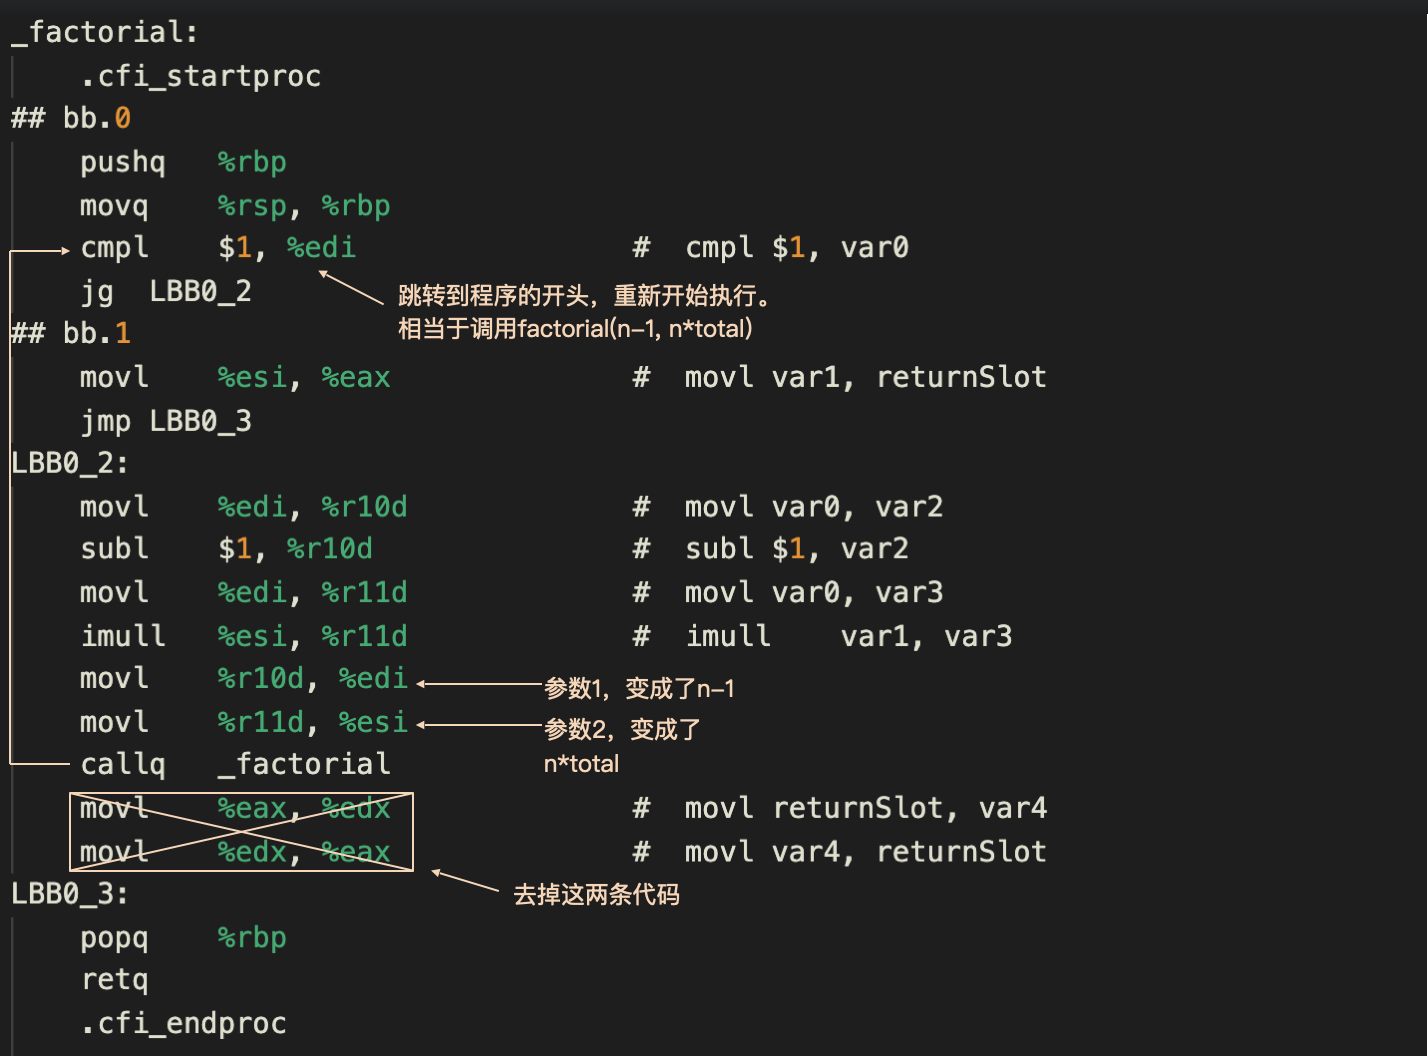 _factorial:
.cfi_startproc
## bb.0
pushq %rbp
movq %rsp, %rbp
cmpl $1, %edi # cmpl $1, var0
jg LBB0_2
跳转到程序的开头，重新开始执行。
相当于调用factorial(n-1, n*total)
## bb.1
movl %esi, %eax # movl var1, returnSlot
jmp LBB0_3
LBB0_2:
movl %edi, %r10d # movl var0, var2
subl $1, %r10d # subl $1, var2
movl %edi, %r11d # movl var0, var3
imull %esi, %r11d # imull var1, var3
movl %r10d, %edi 参数1，变成了n-1
movl %r11d, %esi 参数2，变成了
callq _factorial n*total
movl %eax, %edx # movl returnSlot, var4
movl %edx, %eax # movl var4, returnSlot
去掉这两条代码
LBB0_3:
popq %rbp
retq
.cfi_endproc